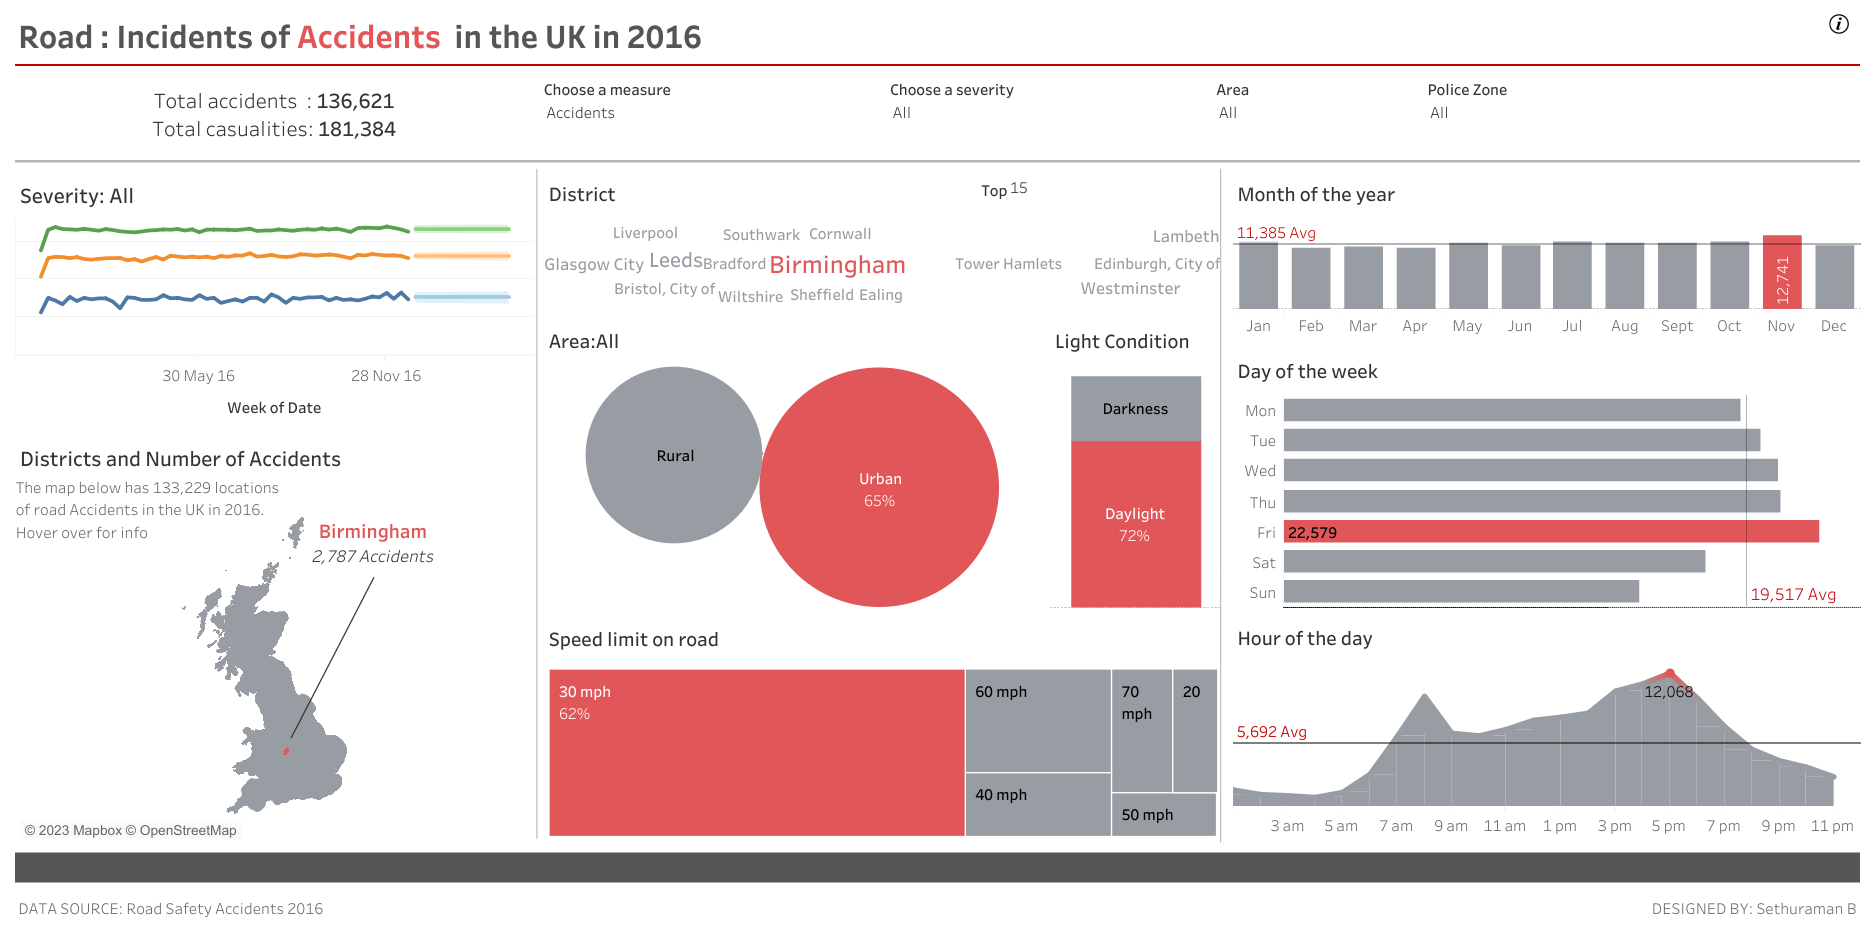 Road : Incidents of Accidents in the UK in 2016
Total accidents : 136,621
Total casualities: 181,384
Choose a measure
Accidents
Choose a severity
All
Area
All
Police Zone
All
Severity: All
30 May 16
28 Nov 16
Week of Date
Districts and Number of Accidents
The map below has 133,229 locations
of road Accidents in the UK in 2016.
Hover over for info
Birmingham
2,787 Accidents
© 2023 Mapbox © OpenStreetMap
District
Top 15
Liverpool
Southwark
Cornwall
Lambeth
Glasgow City
Leeds
Bradford
Birmingham
Tower Hamlets
Edinburgh, City of
Bristol, City of
Wiltshire
Sheffield
Ealing
Westminster
Area:All
Rural
Urban
65%
Light Condition
Darkness
Daylight
72%
Speed limit on road
30 mph
62%
60 mph
40 mph
70
mph
20
50 mph
Month of the year
11,385 Avg
12,741
Jan Feb Mar Apr May Jun Jul Aug Sept Oct Nov Dec
Day of the week
Mon
Tue
Wed
Thu
Fri 22,579
Sat
Sun
19,517 Avg
Hour of the day
12,068
5,692 Avg
3 am 5 am 7 am 9 am 11 am 1 pm 3 pm 5 pm 7 pm 9 pm 11 pm
DATA SOURCE: Road Safety Accidents 2016
DESIGNED BY: Sethuraman B